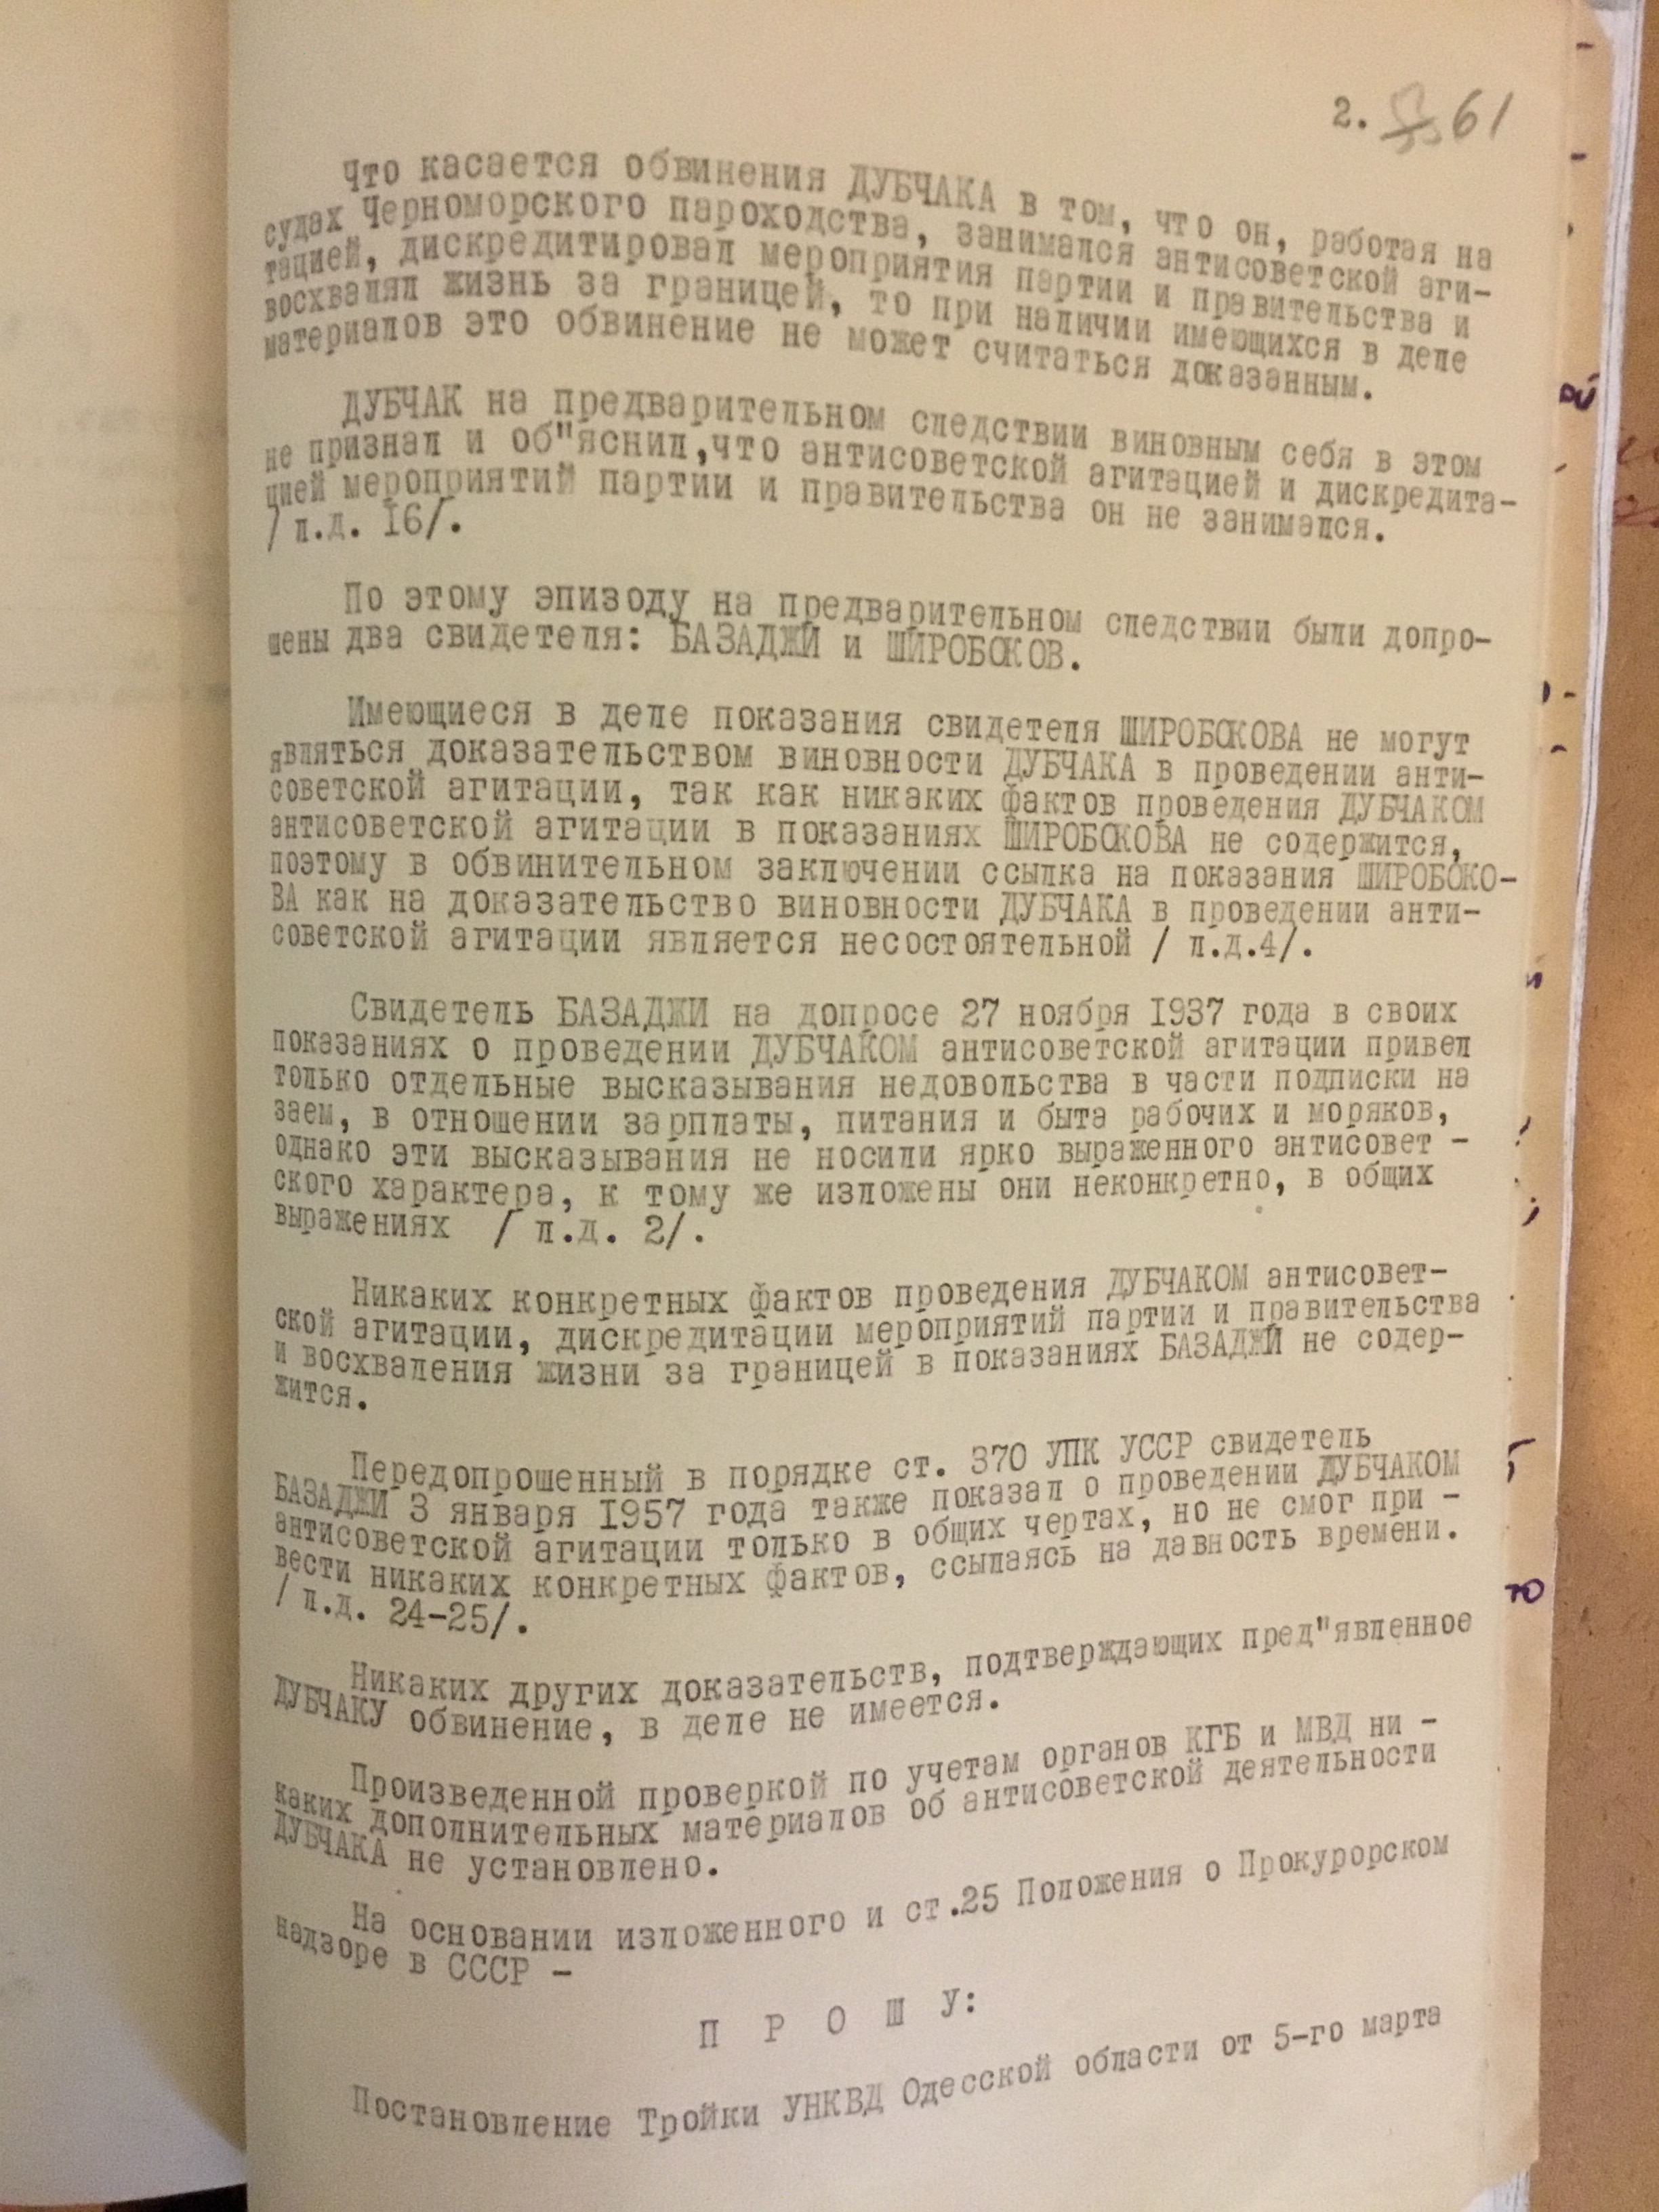 2. 61
Что касается обвинения ДУБЧАКА в том, что он, работая на
судах Черноморского пароходства, занимался антисоветской аги-
тацией, дискредитировал мероприятия партии и правительства и
восхвалял жизнь за границей, то при наличии имеющихся в деле
материалов это обвинение не может считаться доказанным.
ДУБЧАК на предварительном следствии виновным себя в этом
не признал и об"яснил,что антисоветской агитацией и дискредита-
цией мероприятий партии и правительства он не занимался.
/ л.д. 16/.
По этому эпизоду на предварительном следствии были допро-
шены два свидетеля: БАЗАДЖИ и ШИРОБОКОВ.
Имеющиеся в деле показания свидетеля ШИРОБОКОВА не могут
являться доказательством виновности ДУБЧАКА в проведении анти-
советской агитации, так как никаких фактов проведения ДУБЧАКОМ
антисоветской агитации в показаниях ШИРОБОКОВА не содержится,
поэтому в обвинительном заключении ссылка на показания ШИРОБОКО-
ВА как на доказательство виновности ДУБЧАКА в проведении анти-
советской агитации является несостоятельной / л.д.4/.
Свидетель БАЗАДЖИ на допросе 27 ноября 1937 года в своих
показаниях о проведении ДУБЧАКОМ антисоветской агитации привел
только отдельные высказывания недовольства в части подписки на
заем, в отношении зарплаты, питания и быта рабочих и моряков,
однако эти высказывания не носили ярко выраженного антисовет -
ского характера, к тому же изложены они неконкретно, в общих
выражениях / л.д. 2/.
Никаких конкретных фактов проведения ДУБЧАКОМ антисовет-
ской агитации, дискредитации мероприятий партии и правительства
и восхваления жизни за границей в показаниях БАЗАДЖИ не содер-
жится.
Передопрошенный в порядке ст. 370 УПК УССР свидетель
БАЗАДЖИ 3 января 1957 года также показал о проведении ДУБЧАКОМ
антисоветской агитации только в общих чертах, но не смог при -
вести никаких конкретных фактов, ссылаясь на давность времени.
/ л.д. 24-25/.
Никаких других доказательств, подтверждающих пред"явленное
ДУБЧАКУ обвинение, в деле не имеется.
Произведенной проверкой по учетам органов КГБ и МВД ни -
каких дополнительных материалов об антисоветской деятельности
ДУБЧАКА не установлено.
На основании изложенного и ст.25 Положения о Прокурорском
надзоре в СССР -
П Р О Ш У:
Постановление Тройки УНКВД Одесской области от 5-го марта